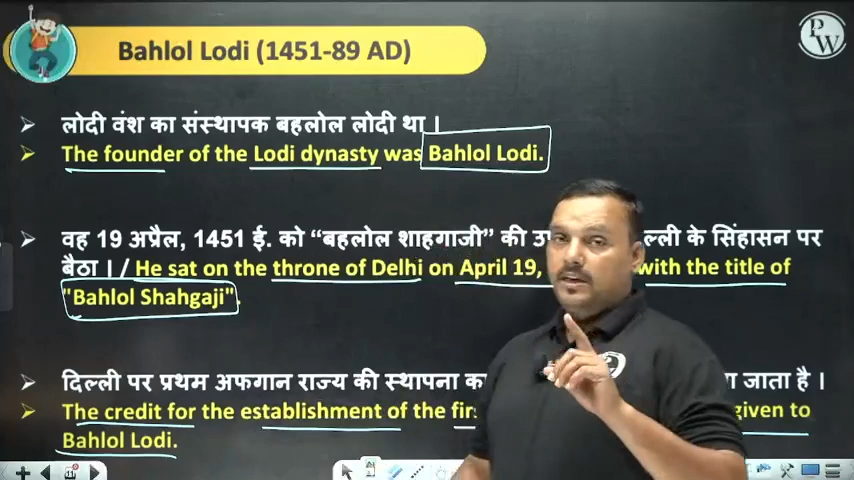 Bahlol Lodi (1451-89 AD)
PW
लोदी वंश का संस्थापक बहलोल लोदी था ।
The founder of the Lodi dynasty was Bahlol Lodi.
वह 19 अप्रैल, 1451 ई. को “बहलोल शाहगाजी” की के सिंहासन पर
बैठा । / He sat on the throne of Delhi on April 19, with the title of
"Bahlol Shahgaji".
दिल्ली पर प्रथम अफगान राज्य की स्थापना जाता है ।
The credit for the establishment of the given to
Bahlol Lodi.